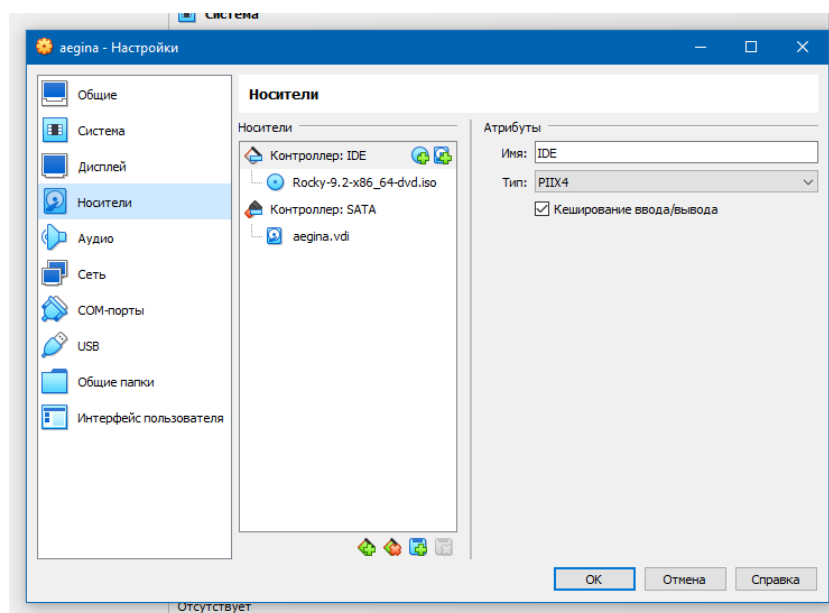 Система
aegina - Настройки
Общие
Система
Дисплей
Носители
Аудио
Сеть
COM-порты
USB
Общие папки
Интерфейс пользователя
Носители
Носители
Контроллер: IDE
Rocky-9.2-x86_64-dvd.iso
Контроллер: SATA
aegina.vdi
Атрибуты
Имя: IDE
Тип: PIIX4
Кеширование ввода/вывода
OK Отмена Справка
Отсутствует